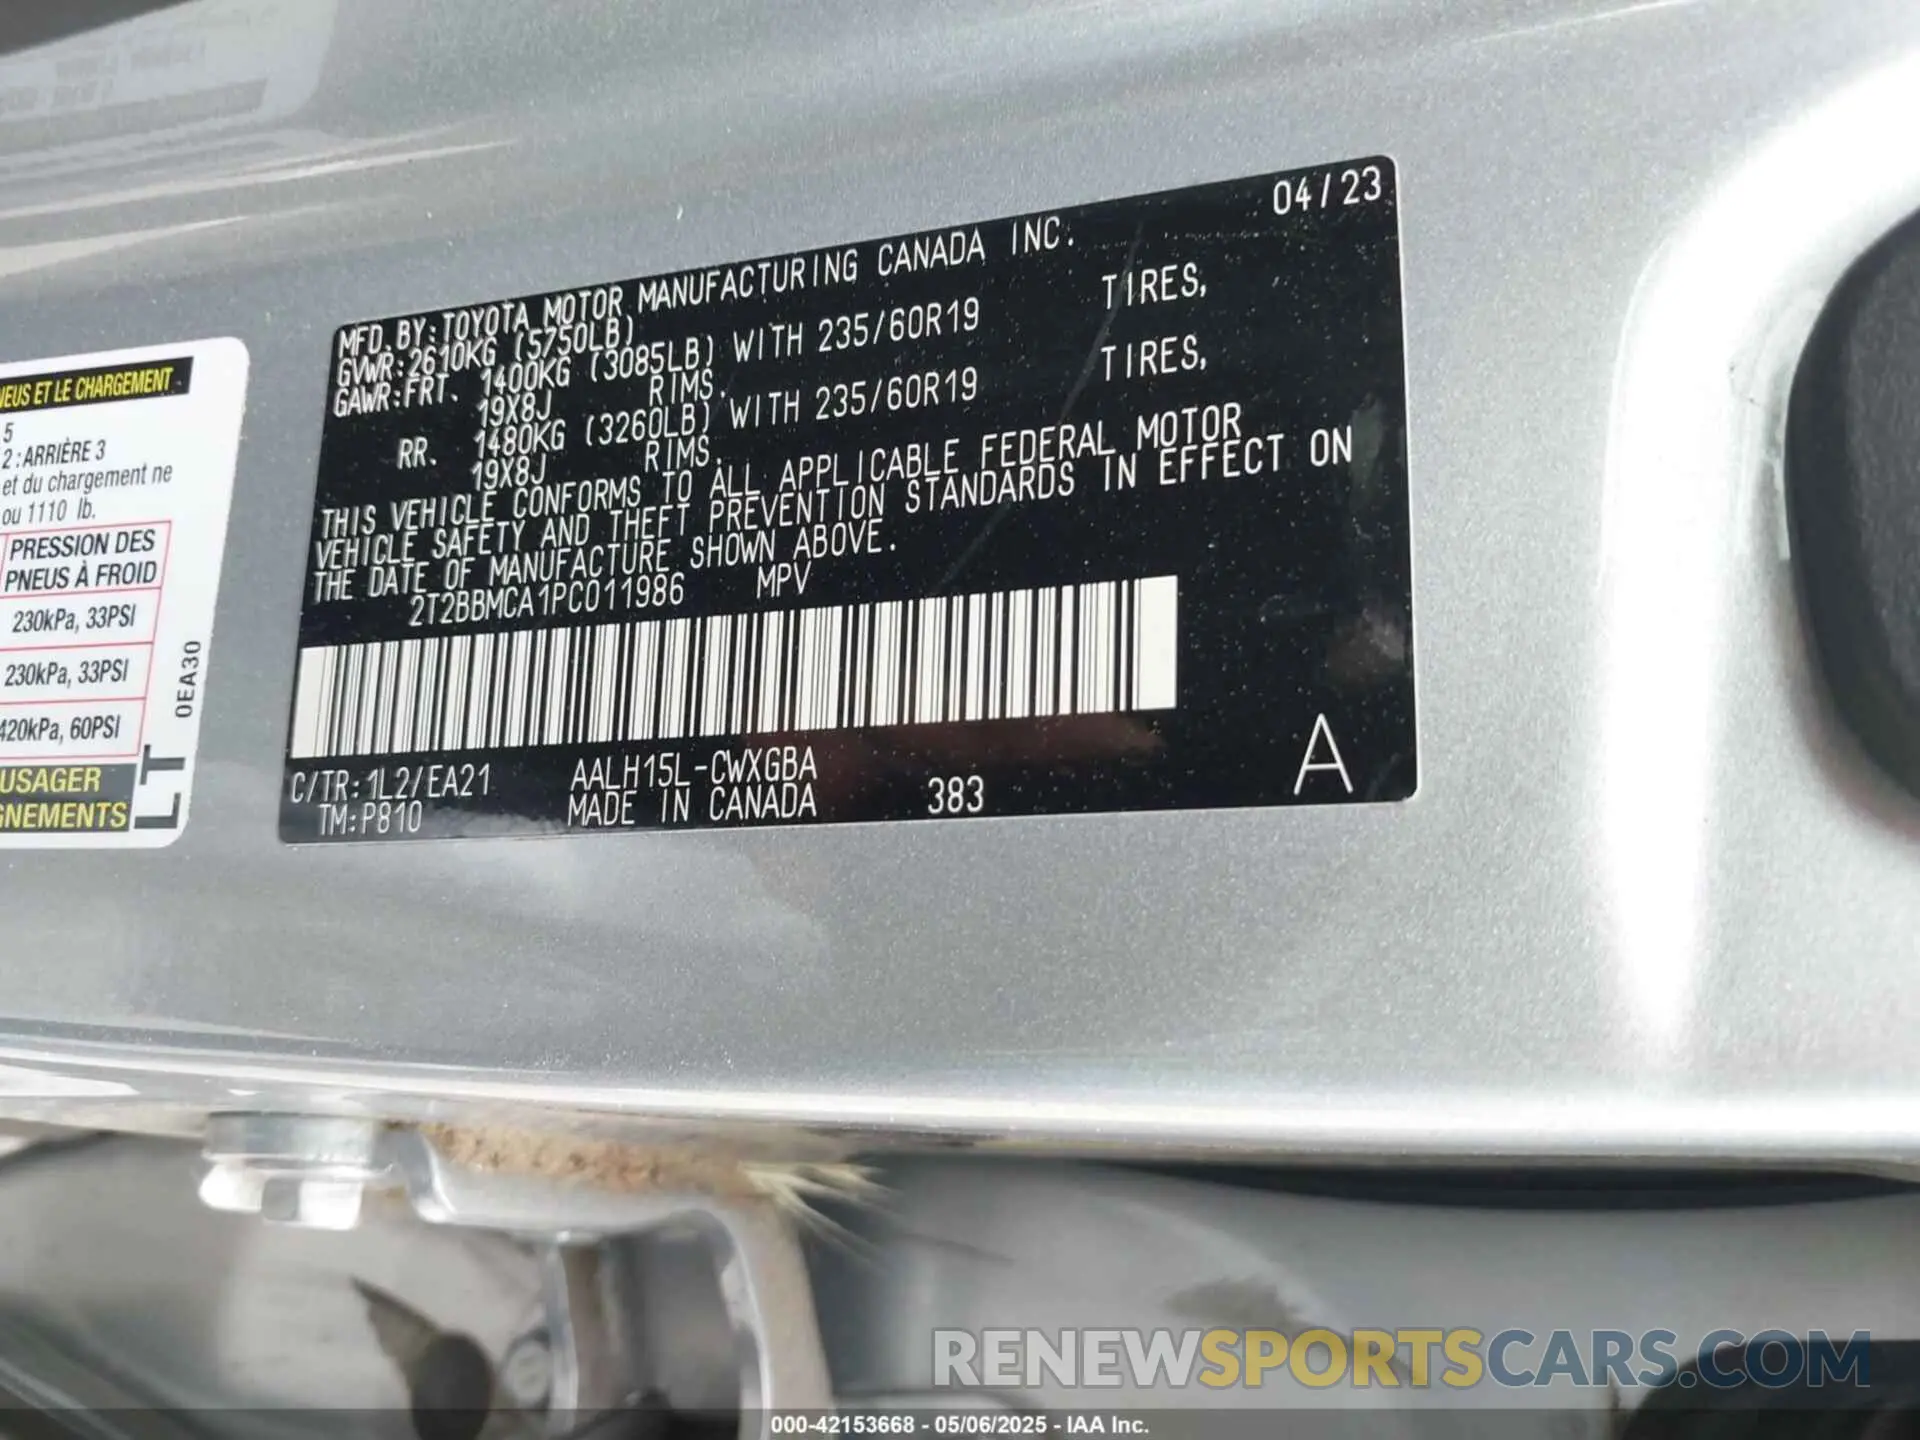 04/23
MFD.BY:TOYOTA MOTOR MANUFACTURING CANADA INC.
GVWR:2610KG (5750LB)
GAWR:FRT. 1400KG (3085LB) WITH 235/60R19 TIRES,
19X8J RIMS.
RR. 1480KG (3260LB) WITH 235/60R19 TIRES,
19X8J RIMS.
THIS VEHICLE CONFORMS TO ALL APPLICABLE FEDERAL MOTOR
VEHICLE SAFETY AND THEFT PREVENTION STANDARDS IN EFFECT ON
THE DATE OF MANUFACTURE SHOWN ABOVE.
2T2BBMCA1PC011986 MPV
C/TR:1L2/EA21 AALH15L-CWXGBA
TM:P810 MADE IN CANADA 383
A
ET LE CHARGEMENT
5
2:ARRIÈRE 3
et du chargement ne
ou 1110 lb.
PRESSION DES
PNEUS À FROID
230kPa, 33PSI
230kPa, 33PSI
420kPa, 60PSI
0EA30
LT
RENEWSPORTSCARS.COM
000-42153668 - 05/06/2025 - IAA Inc.